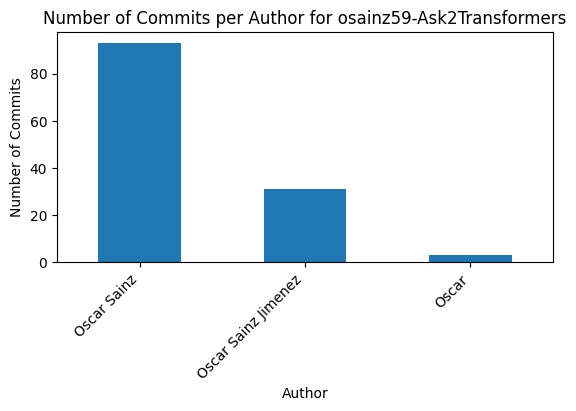 Number of Commits per Author for osainz59-Ask2Transformers
Number of Commits
80
60
40
20
0
Oscar Sainz
Oscar Sainz Jimenez
Oscar
Author